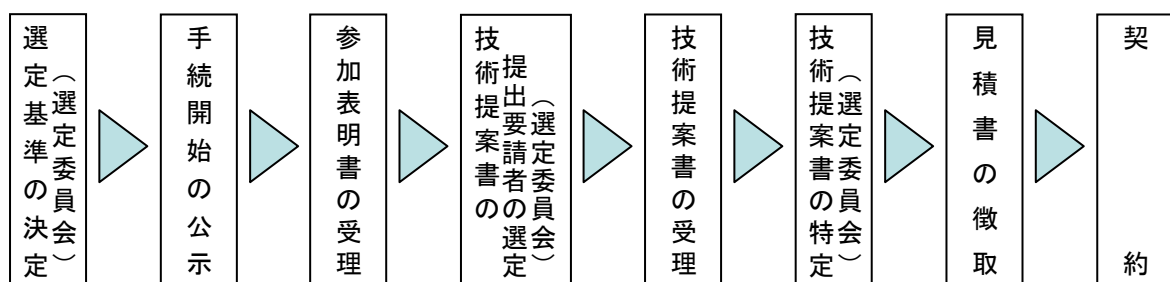 選定基準の決定
（選定委員会）
手続開始の公示
参加表明書の受理
技術提案書の
提出要請者の選定
（選定委員会）
技術提案書の受理
技術提案書の特定
（選定委員会）
見積書の徴取
契約